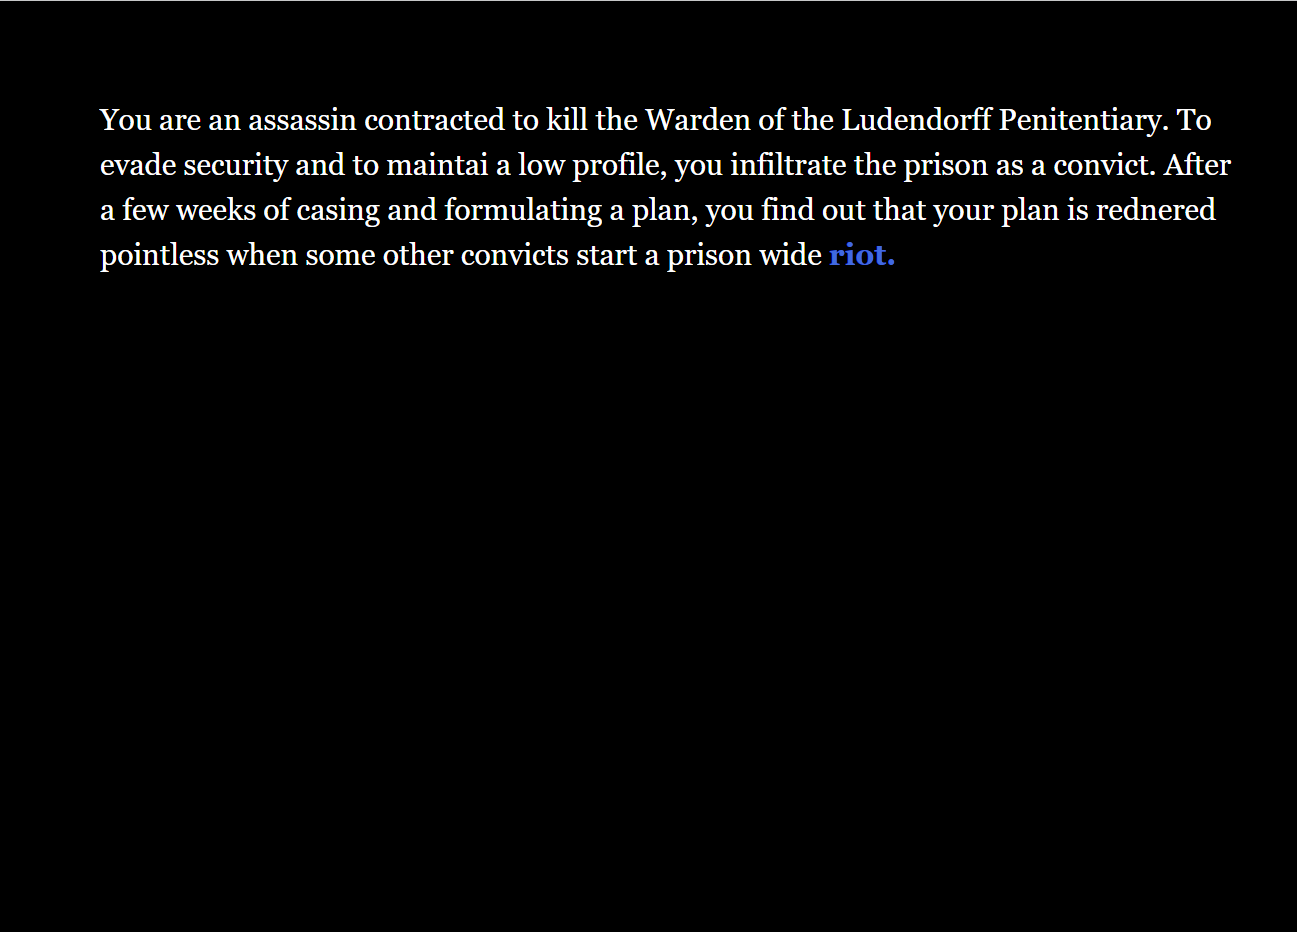 You are an assassin contracted to kill the Warden of the Ludendorff Penitentiary. To
evade security and to maintai a low profile, you infiltrate the prison as a convict. After
a few weeks of casing and formulating a plan, you find out that your plan is rednered
pointless when some other convicts start a prison wide riot.